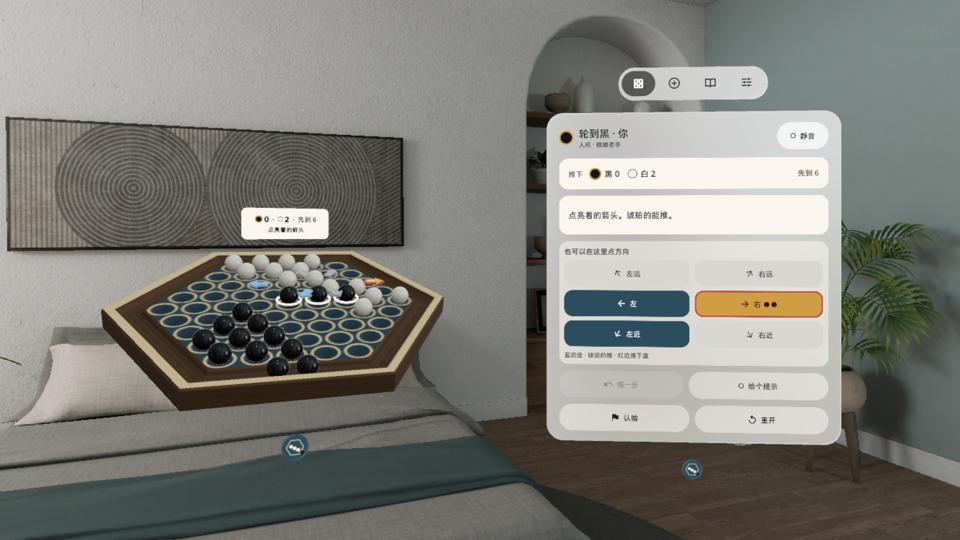 轮到黑 · 你
人机 · 棋馆老手
静音
推下 黑 0 白 2 先到 6
点亮着的箭头。琥珀的能推。
也可以在这里点方向
左远
右远
左
右
左近
右近
蓝的走 · 琥珀的推 · 红边推下盘
悔一步
给个提示
认输
重开
0 · 2 · 先到 6
点亮着的箭头